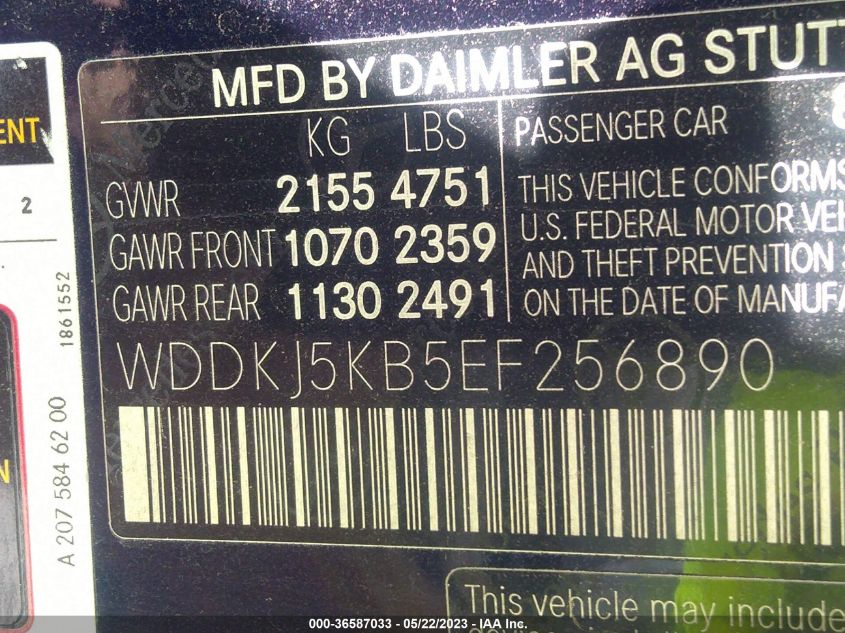 MFD BY DAIMLER AG STUTT
KG LBS
GVWR 2155 4751
GAWR FRONT 1070 2359
GAWR REAR 1130 2491
PASSENGER CAR 8
THIS VEHICLE CONFORMS
U.S. FEDERAL MOTOR VEH
AND THEFT PREVENTION S
ON THE DATE OF MANUFA
WDDKJ5KB5EF256890
ENT
2
1861552
A 207 584 62 00
N
This vehicle may include
000-36587033 - 05/22/2023 - IAA Inc.